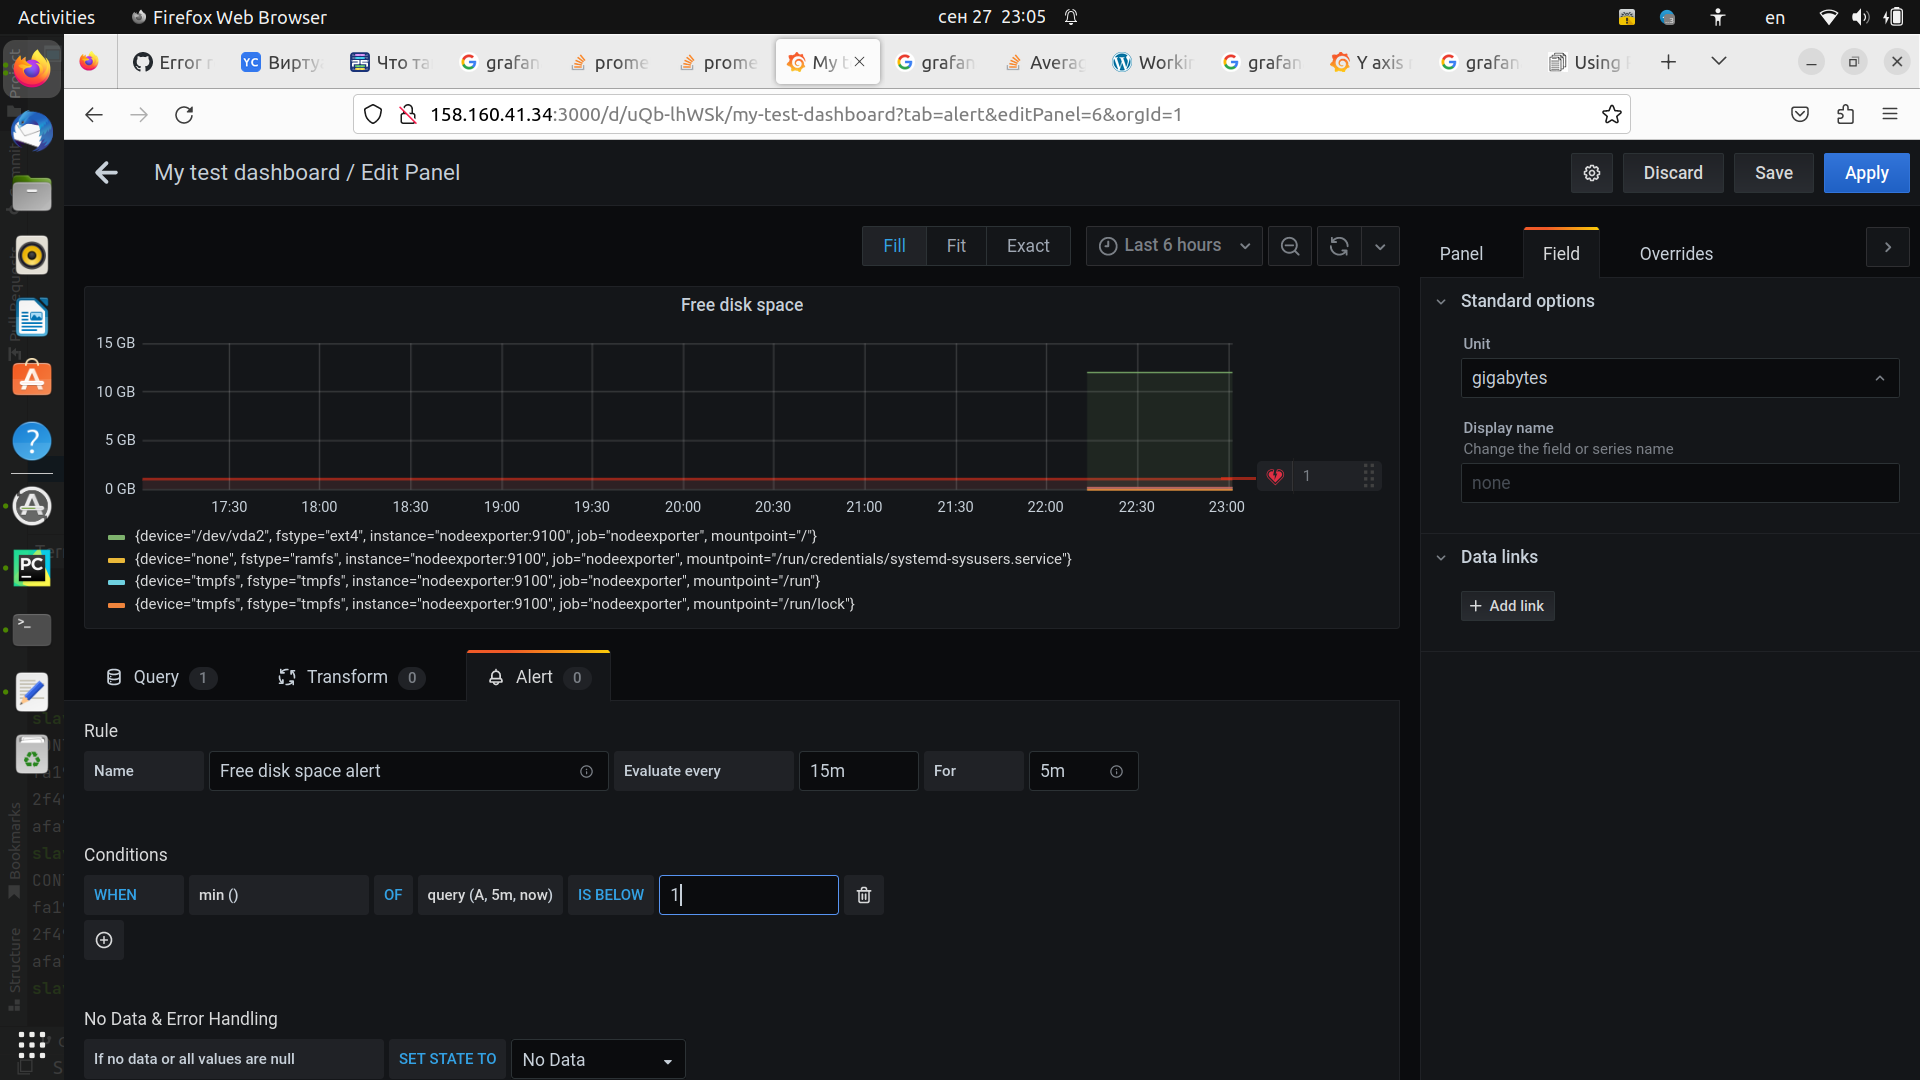 Activities
Firefox Web Browser
сен 27 23:05
en
Error
YC Вирту
Что та
grafan
prome
prome
My t
grafan
Averag
Workin
grafan
Y axis
grafan
Using
158.160.41.34:3000/d/uQb-lhWSk/my-test-dashboard?tab=alert&editPanel=6&orgId=1
My test dashboard / Edit Panel
Discard
Save
Apply
Fill
Fit
Exact
Last 6 hours
Panel
Field
Overrides
Free disk space
15 GB
10 GB
5 GB
0 GB
1
17:30
18:00
18:30
19:00
19:30
20:00
20:30
21:00
21:30
22:00
22:30
23:00
{device="/dev/vda2", fstype="ext4", instance="nodeexporter:9100", job="nodeexporter", mountpoint="/"}
{device="none", fstype="ramfs", instance="nodeexporter:9100", job="nodeexporter", mountpoint="/run/credentials/systemd-sysusers.service"}
{device="tmpfs", fstype="tmpfs", instance="nodeexporter:9100", job="nodeexporter", mountpoint="/run"}
{device="tmpfs", fstype="tmpfs", instance="nodeexporter:9100", job="nodeexporter", mountpoint="/run/lock"}
Standard options
Unit
gigabytes
Display name
Change the field or series name
none
Data links
+ Add link
Query 1
Transform 0
Alert 0
Rule
Name
Free disk space alert
Evaluate every
15m
For
5m
Conditions
WHEN
min ()
OF
query (A, 5m, now)
IS BELOW
1
No Data & Error Handling
If no data or all values are null
SET STATE TO
No Data
PC
Bookmarks
Structure